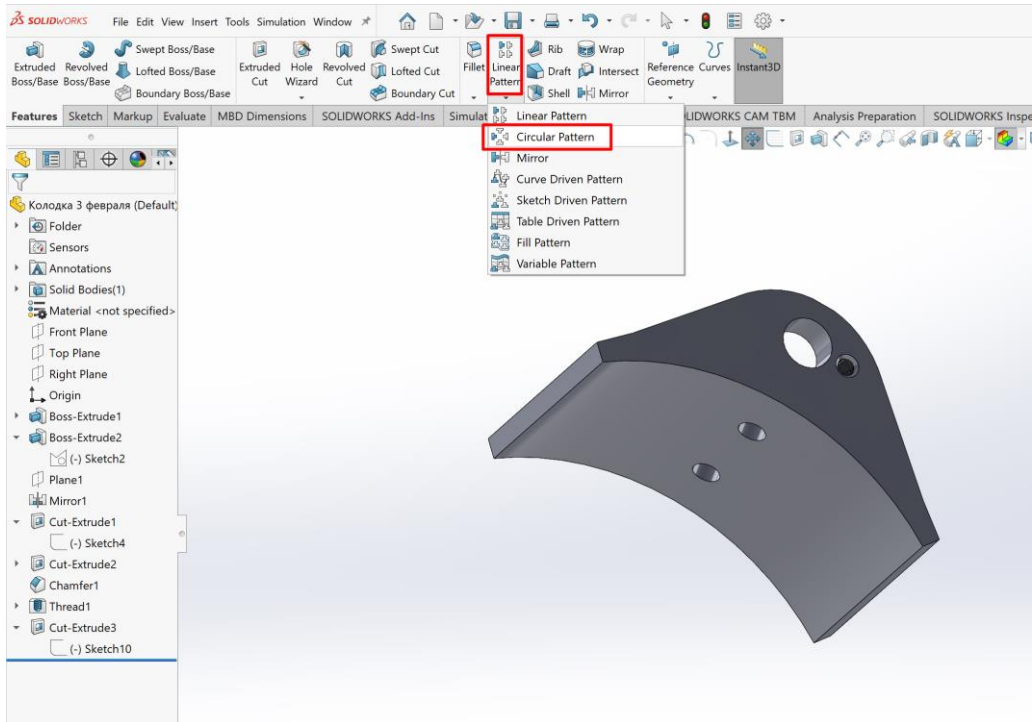 SOLIDWORKS File Edit View Insert Tools Simulation Window
Extruded Boss/Base
Revolved Boss/Base
Swept Boss/Base
Lofted Boss/Base
Boundary Boss/Base
Extruded Cut
Hole Wizard
Revolved Cut
Swept Cut
Lofted Cut
Boundary Cut
Fillet
Linear Pattern
Rib
Draft
Shell
Wrap
Intersect
Mirror
Reference Geometry
Curves
Instant3D
Features Sketch Markup Evaluate MBD Dimensions SOLIDWORKS Add-Ins Simulat LIDWORKS CAM TBM Analysis Preparation SOLIDWORKS Inspe
Linear Pattern
Circular Pattern
Mirror
Curve Driven Pattern
Sketch Driven Pattern
Table Driven Pattern
Fill Pattern
Variable Pattern
Колодка 3 февраля (Default)
Folder
Sensors
Annotations
Solid Bodies(1)
Material <not specified>
Front Plane
Top Plane
Right Plane
Origin
Boss-Extrude1
Boss-Extrude2
(-) Sketch2
Plane1
Mirror1
Cut-Extrude1
(-) Sketch4
Cut-Extrude2
Chamfer1
Thread1
Cut-Extrude3
(-) Sketch10